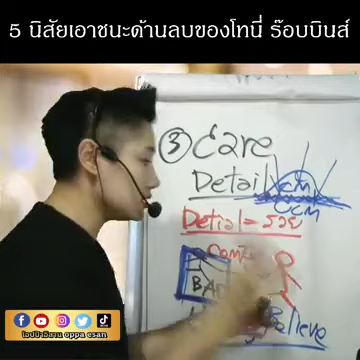 5 นิสัยเอาชนะด้านลบของโทนี่ ร๊อบบินส์
③ Care
Detail
CCM
Detial = รวย
believe
โอปป้าอีสาน oppa esan